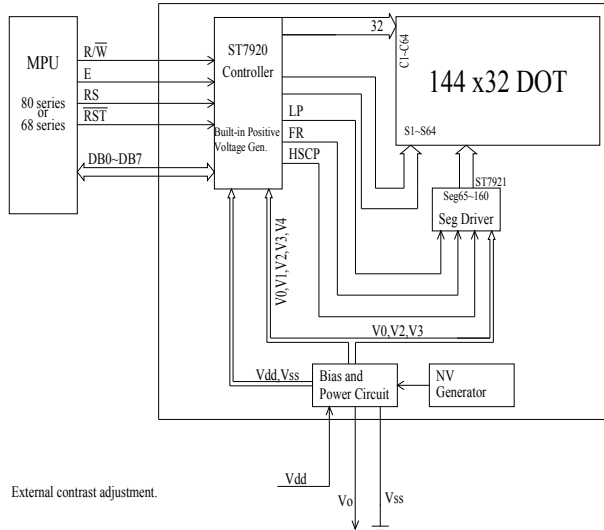 MPU
80 series
or
68 series
R/W̅
E
RS
R̅S̅T̅
DB0~DB7
ST7920
Controller
Built-in Positive
Voltage Gen.
32
C1~C64
144 x32 DOT
S1~S64
LP
FR
HSCP
ST7921
Seg65~160
Seg Driver
V0,V1,V2,V3,V4
V0,V2,V3
Vdd,Vss
Bias and
Power Circuit
NV
Generator
Vdd
Vo
Vss
External contrast adjustment.